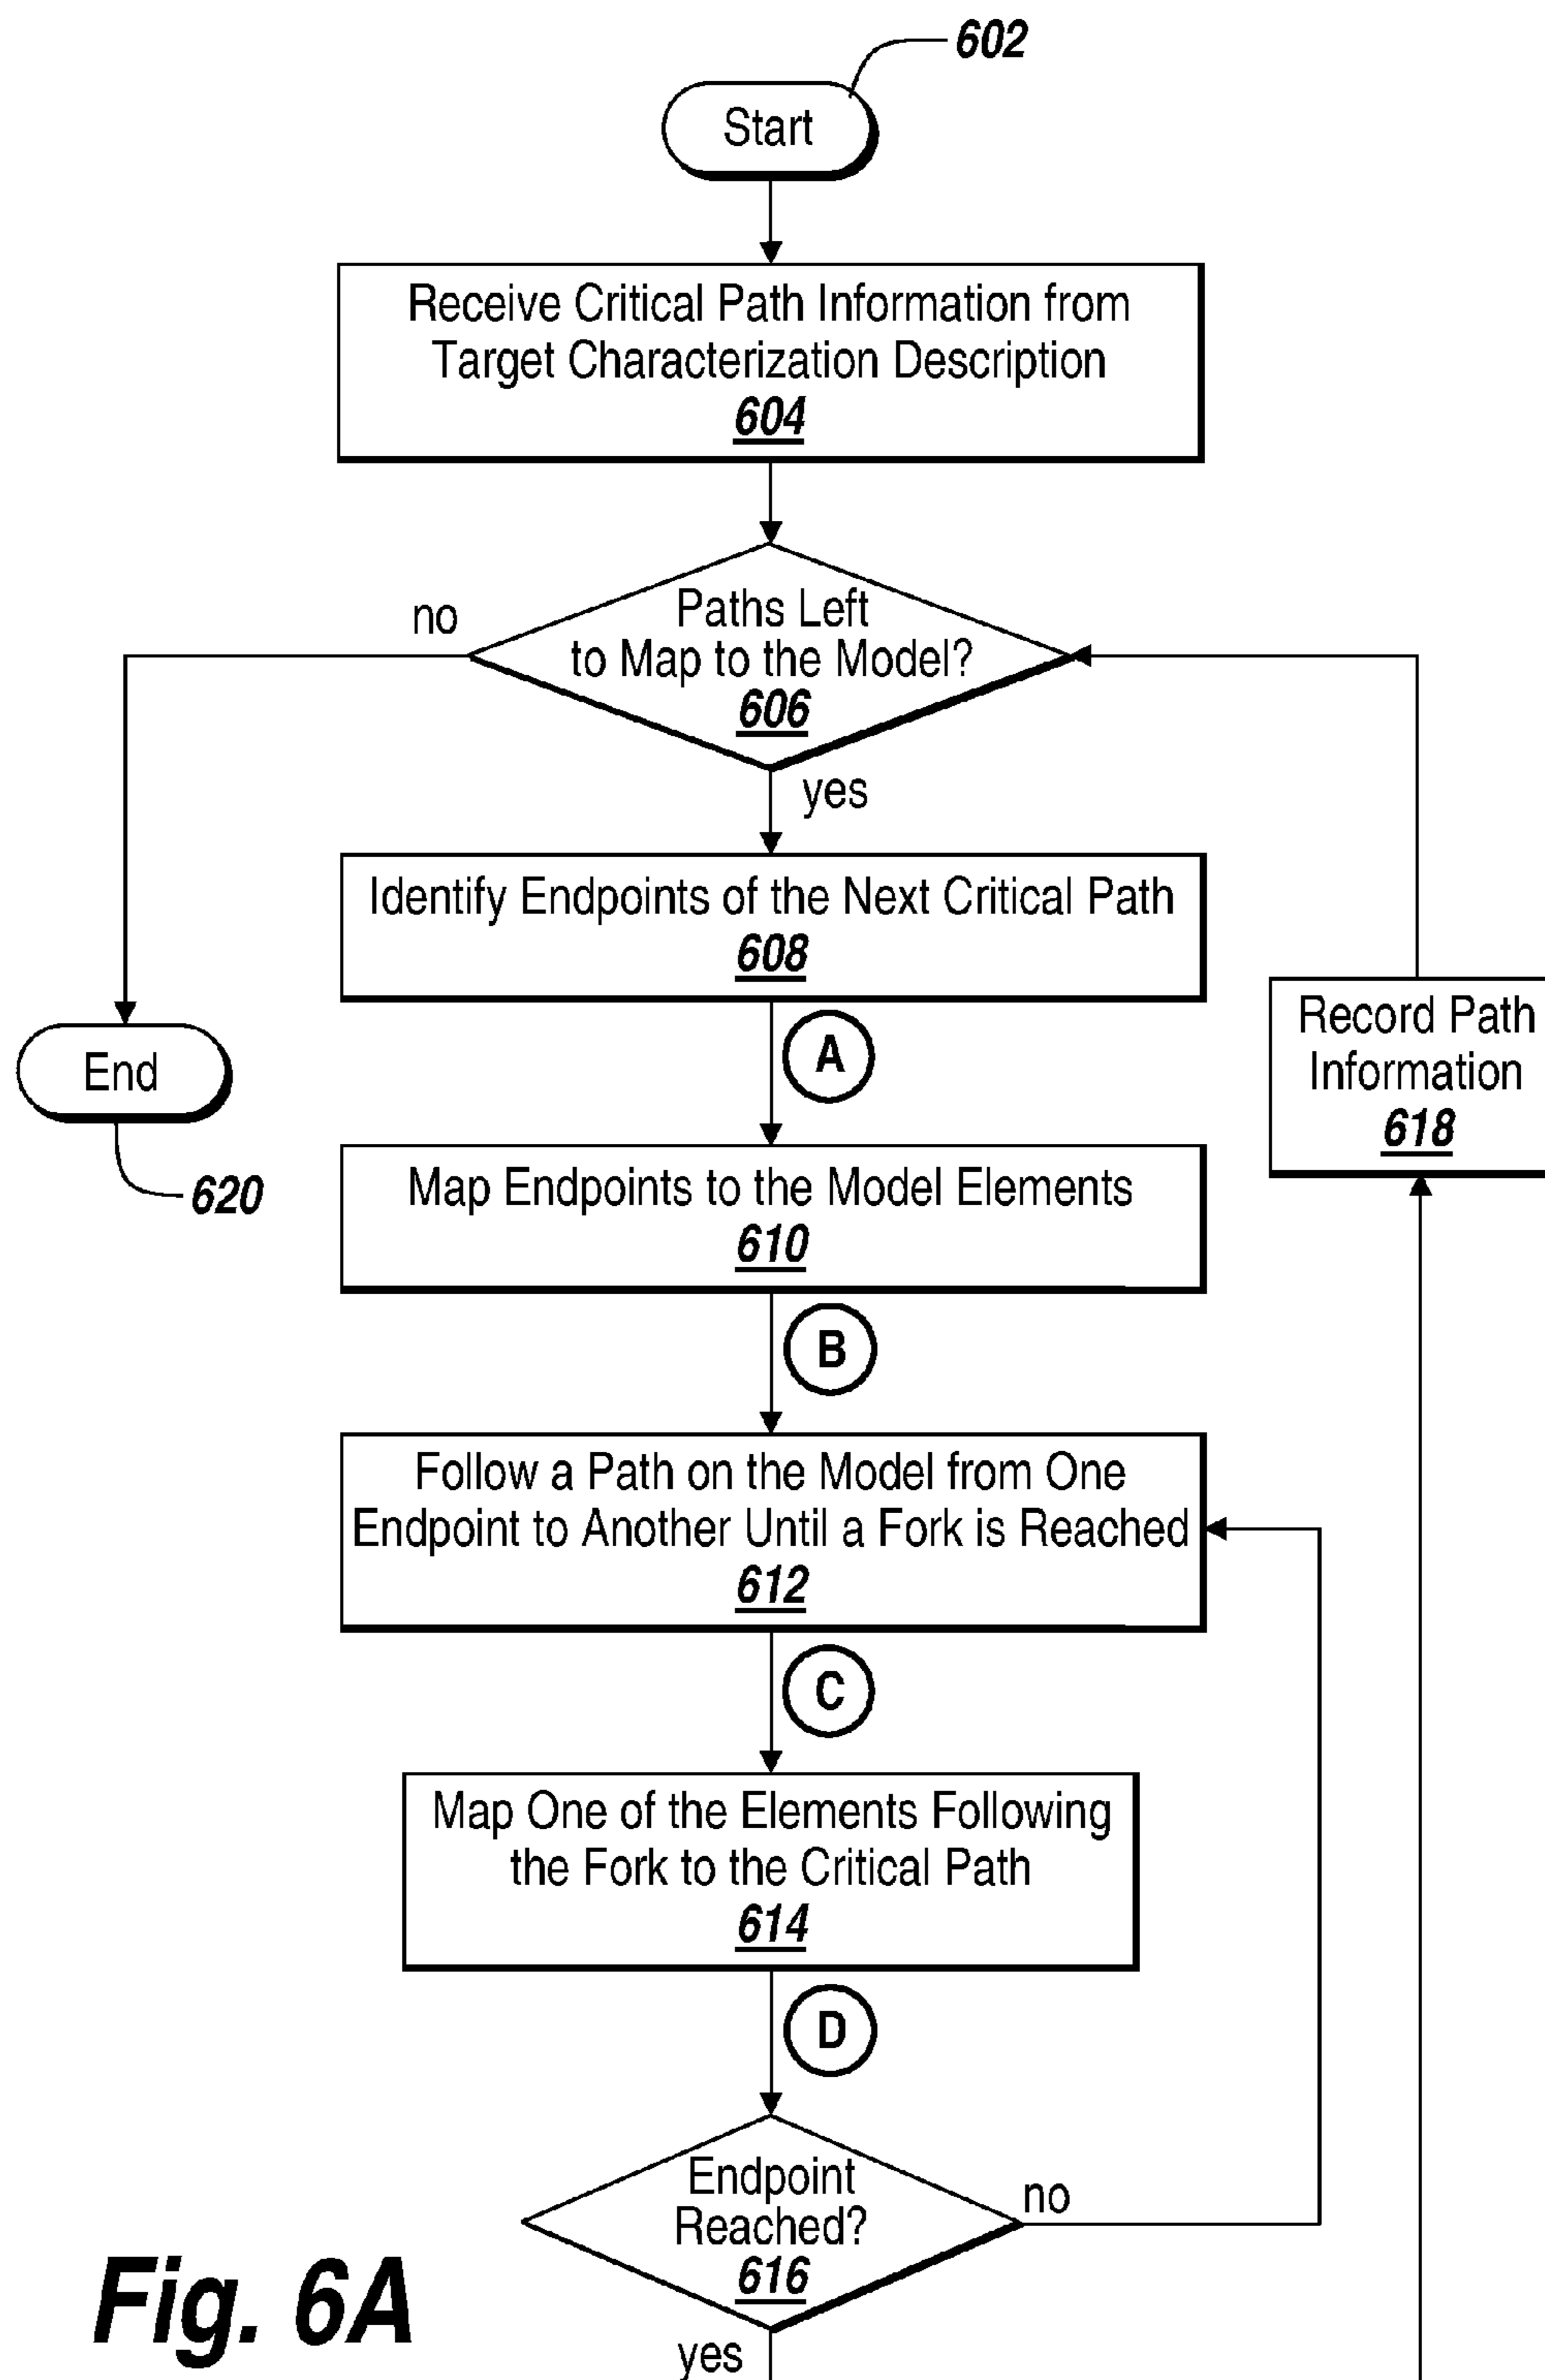 602
Start
Receive Critical Path Information from
Target Characterization Description
604
Paths Left
to Map to the Model?
606
no
yes
Identify Endpoints of the Next Critical Path
608
A
End
620
Record Path
Information
618
Map Endpoints to the Model Elements
610
B
Follow a Path on the Model from One
Endpoint to Another Until a Fork is Reached
612
C
Map One of the Elements Following
the Fork to the Critical Path
614
D
Endpoint
Reached?
616
no
yes
Fig. 6A